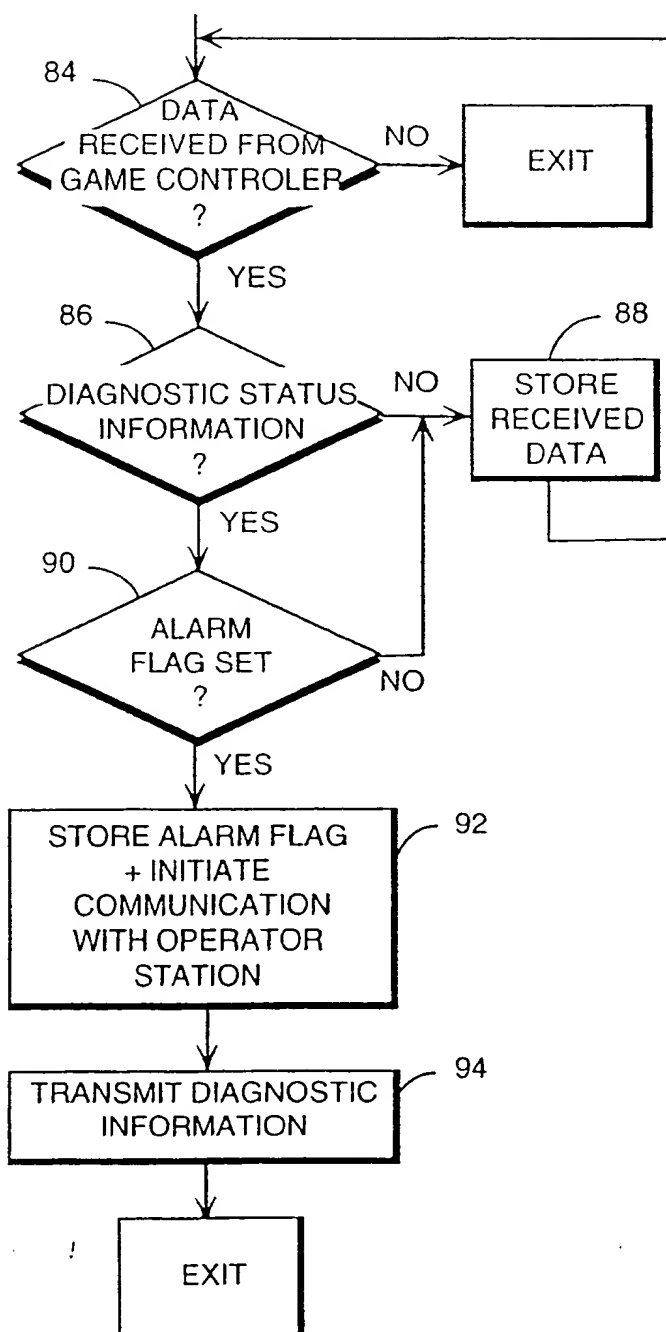 84
DATA
RECEIVED FROM
GAME CONTROLER
?
NO
EXIT
YES
86
DIAGNOSTIC STATUS
INFORMATION
?
NO
88
STORE
RECEIVED
DATA
YES
90
ALARM
FLAG SET
?
NO
YES
STORE ALARM FLAG
+ INITIATE
COMMUNICATION
WITH OPERATOR
STATION
92
TRANSMIT DIAGNOSTIC
INFORMATION
94
EXIT